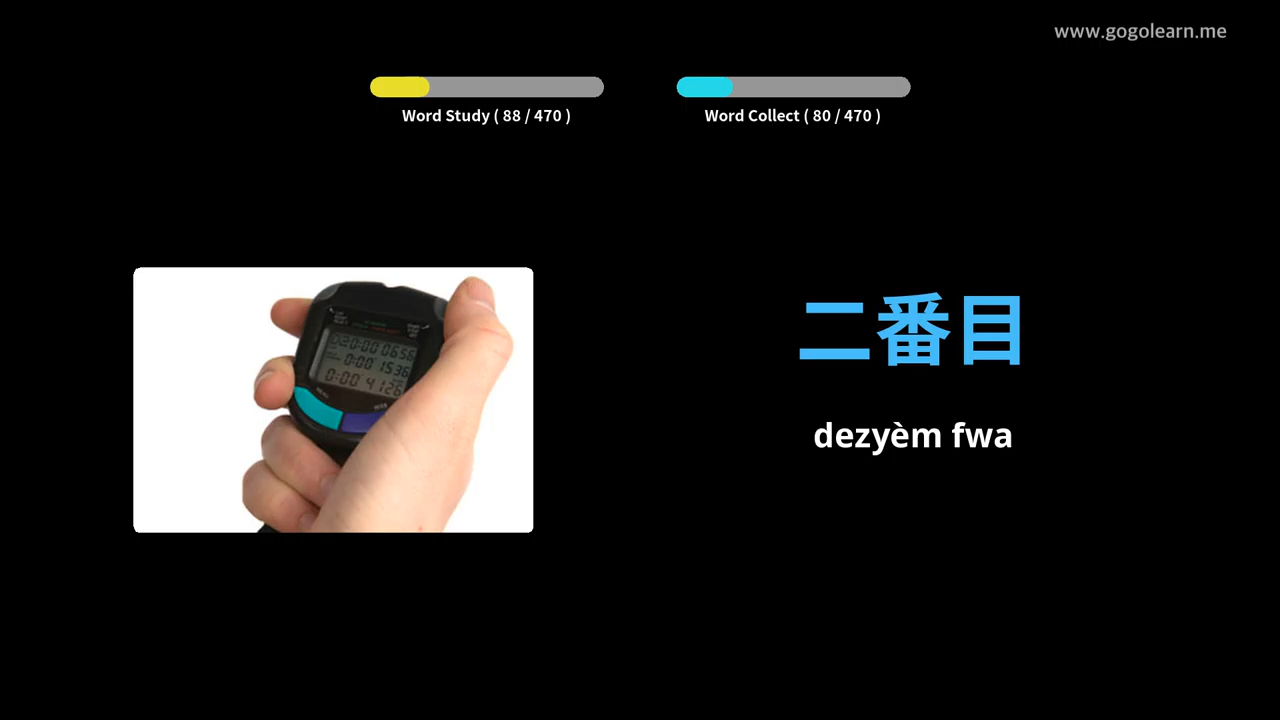 www.gogolearn.me
Word Study ( 88 / 470 )
Word Collect ( 80 / 470 )
二番目
dezyèm fwa